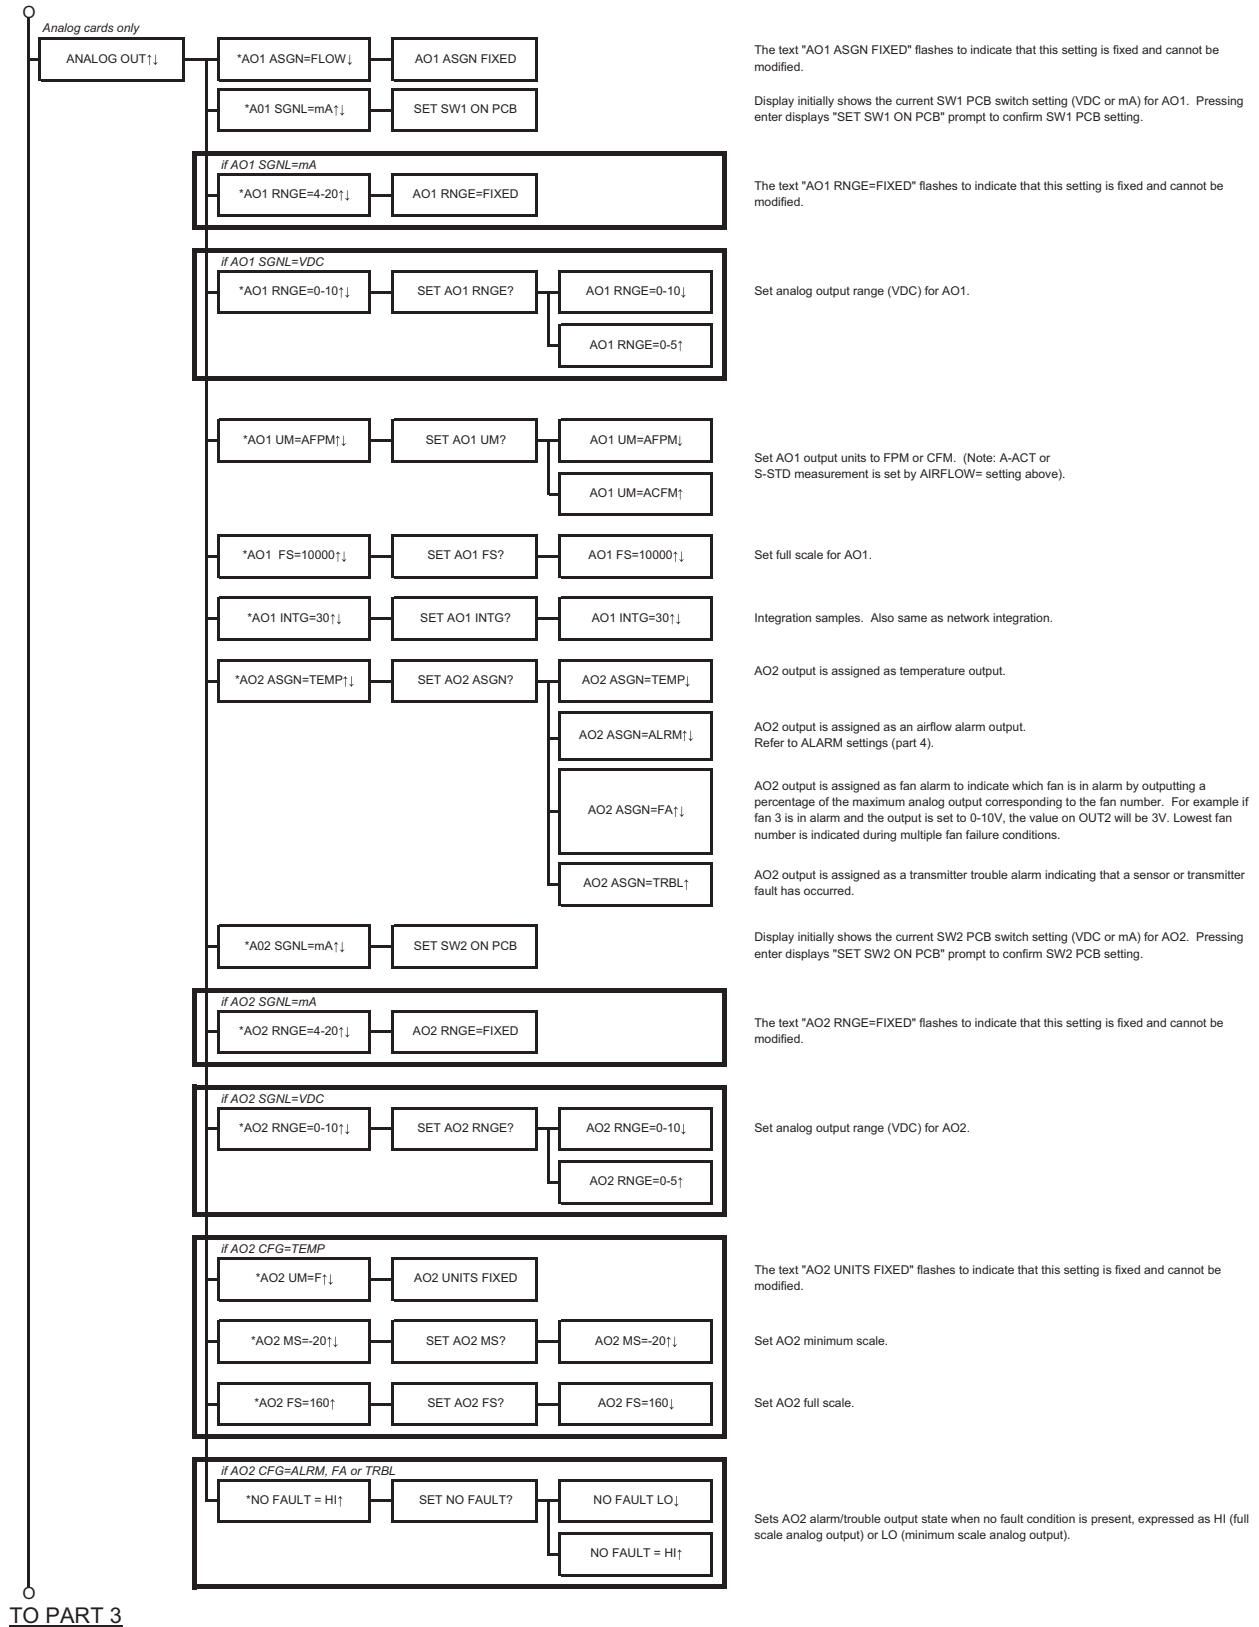 O
Analog cards only
ANALOG OUT↑↓
*AO1 ASGN=FLOW↓
AO1 ASGN FIXED
The text "AO1 ASGN FIXED" flashes to indicate that this setting is fixed and cannot be
modified.
*A01 SGNL=mA↑↓
SET SW1 ON PCB
Display initially shows the current SW1 PCB switch setting (VDC or mA) for AO1. Pressing
enter displays "SET SW1 ON PCB" prompt to confirm SW1 PCB setting.
if AO1 SGNL=mA
*AO1 RNGE=4-20↑↓
AO1 RNGE=FIXED
The text "AO1 RNGE=FIXED" flashes to indicate that this setting is fixed and cannot be
modified.
if AO1 SGNL=VDC
*AO1 RNGE=0-10↑↓
SET AO1 RNGE?
AO1 RNGE=0-10↓
Set analog output range (VDC) for AO1.
AO1 RNGE=0-5↑
*AO1 UM=AFPM↑↓
SET AO1 UM?
AO1 UM=AFPM↓
Set AO1 output units to FPM or CFM. (Note: A-ACT or
S-STD measurement is set by AIRFLOW= setting above).
AO1 UM=ACFM↑
*AO1 FS=10000↑↓
SET AO1 FS?
AO1 FS=10000↑↓
Set full scale for AO1.
*AO1 INTG=30↑↓
SET AO1 INTG?
AO1 INTG=30↑↓
Integration samples. Also same as network integration.
*AO2 ASGN=TEMP↑↓
SET AO2 ASGN?
AO2 ASGN=TEMP↓
AO2 output is assigned as temperature output.
AO2 ASGN=ALRM↑↓
AO2 output is assigned as an airflow alarm output.
Refer to ALARM settings (part 4).
AO2 ASGN=FA↑↓
AO2 output is assigned as fan alarm to indicate which fan is in alarm by outputting a
percentage of the maximum analog output corresponding to the fan number. For example if
fan 3 is in alarm and the output is set to 0-10V, the value on OUT2 will be 3V. Lowest fan
number is indicated during multiple fan failure conditions.
AO2 ASGN=TRBL↑
AO2 output is assigned as a transmitter trouble alarm indicating that a sensor or transmitter
fault has occurred.
*A02 SGNL=mA↑↓
SET SW2 ON PCB
Display initially shows the current SW2 PCB switch setting (VDC or mA) for AO2. Pressing
enter displays "SET SW2 ON PCB" prompt to confirm SW2 PCB setting.
if AO2 SGNL=mA
*AO2 RNGE=4-20↑↓
AO2 RNGE=FIXED
The text "AO2 RNGE=FIXED" flashes to indicate that this setting is fixed and cannot be
modified.
if AO2 SGNL=VDC
*AO2 RNGE=0-10↑↓
SET AO2 RNGE?
AO2 RNGE=0-10↓
Set analog output range (VDC) for AO2.
AO2 RNGE=0-5↑
if AO2 CFG=TEMP
*AO2 UM=F↑↓
AO2 UNITS FIXED
The text "AO2 UNITS FIXED" flashes to indicate that this setting is fixed and cannot be
modified.
*AO2 MS=-20↑↓
SET AO2 MS?
AO2 MS=-20↑↓
Set AO2 minimum scale.
*AO2 FS=160↑
SET AO2 FS?
AO2 FS=160↓
Set AO2 full scale.
if AO2 CFG=ALRM, FA or TRBL
*NO FAULT = HI↑
SET NO FAULT?
NO FAULT LO↓
Sets AO2 alarm/trouble output state when no fault condition is present, expressed as HI (full
scale analog output) or LO (minimum scale analog output).
NO FAULT = HI↑
O
TO PART 3